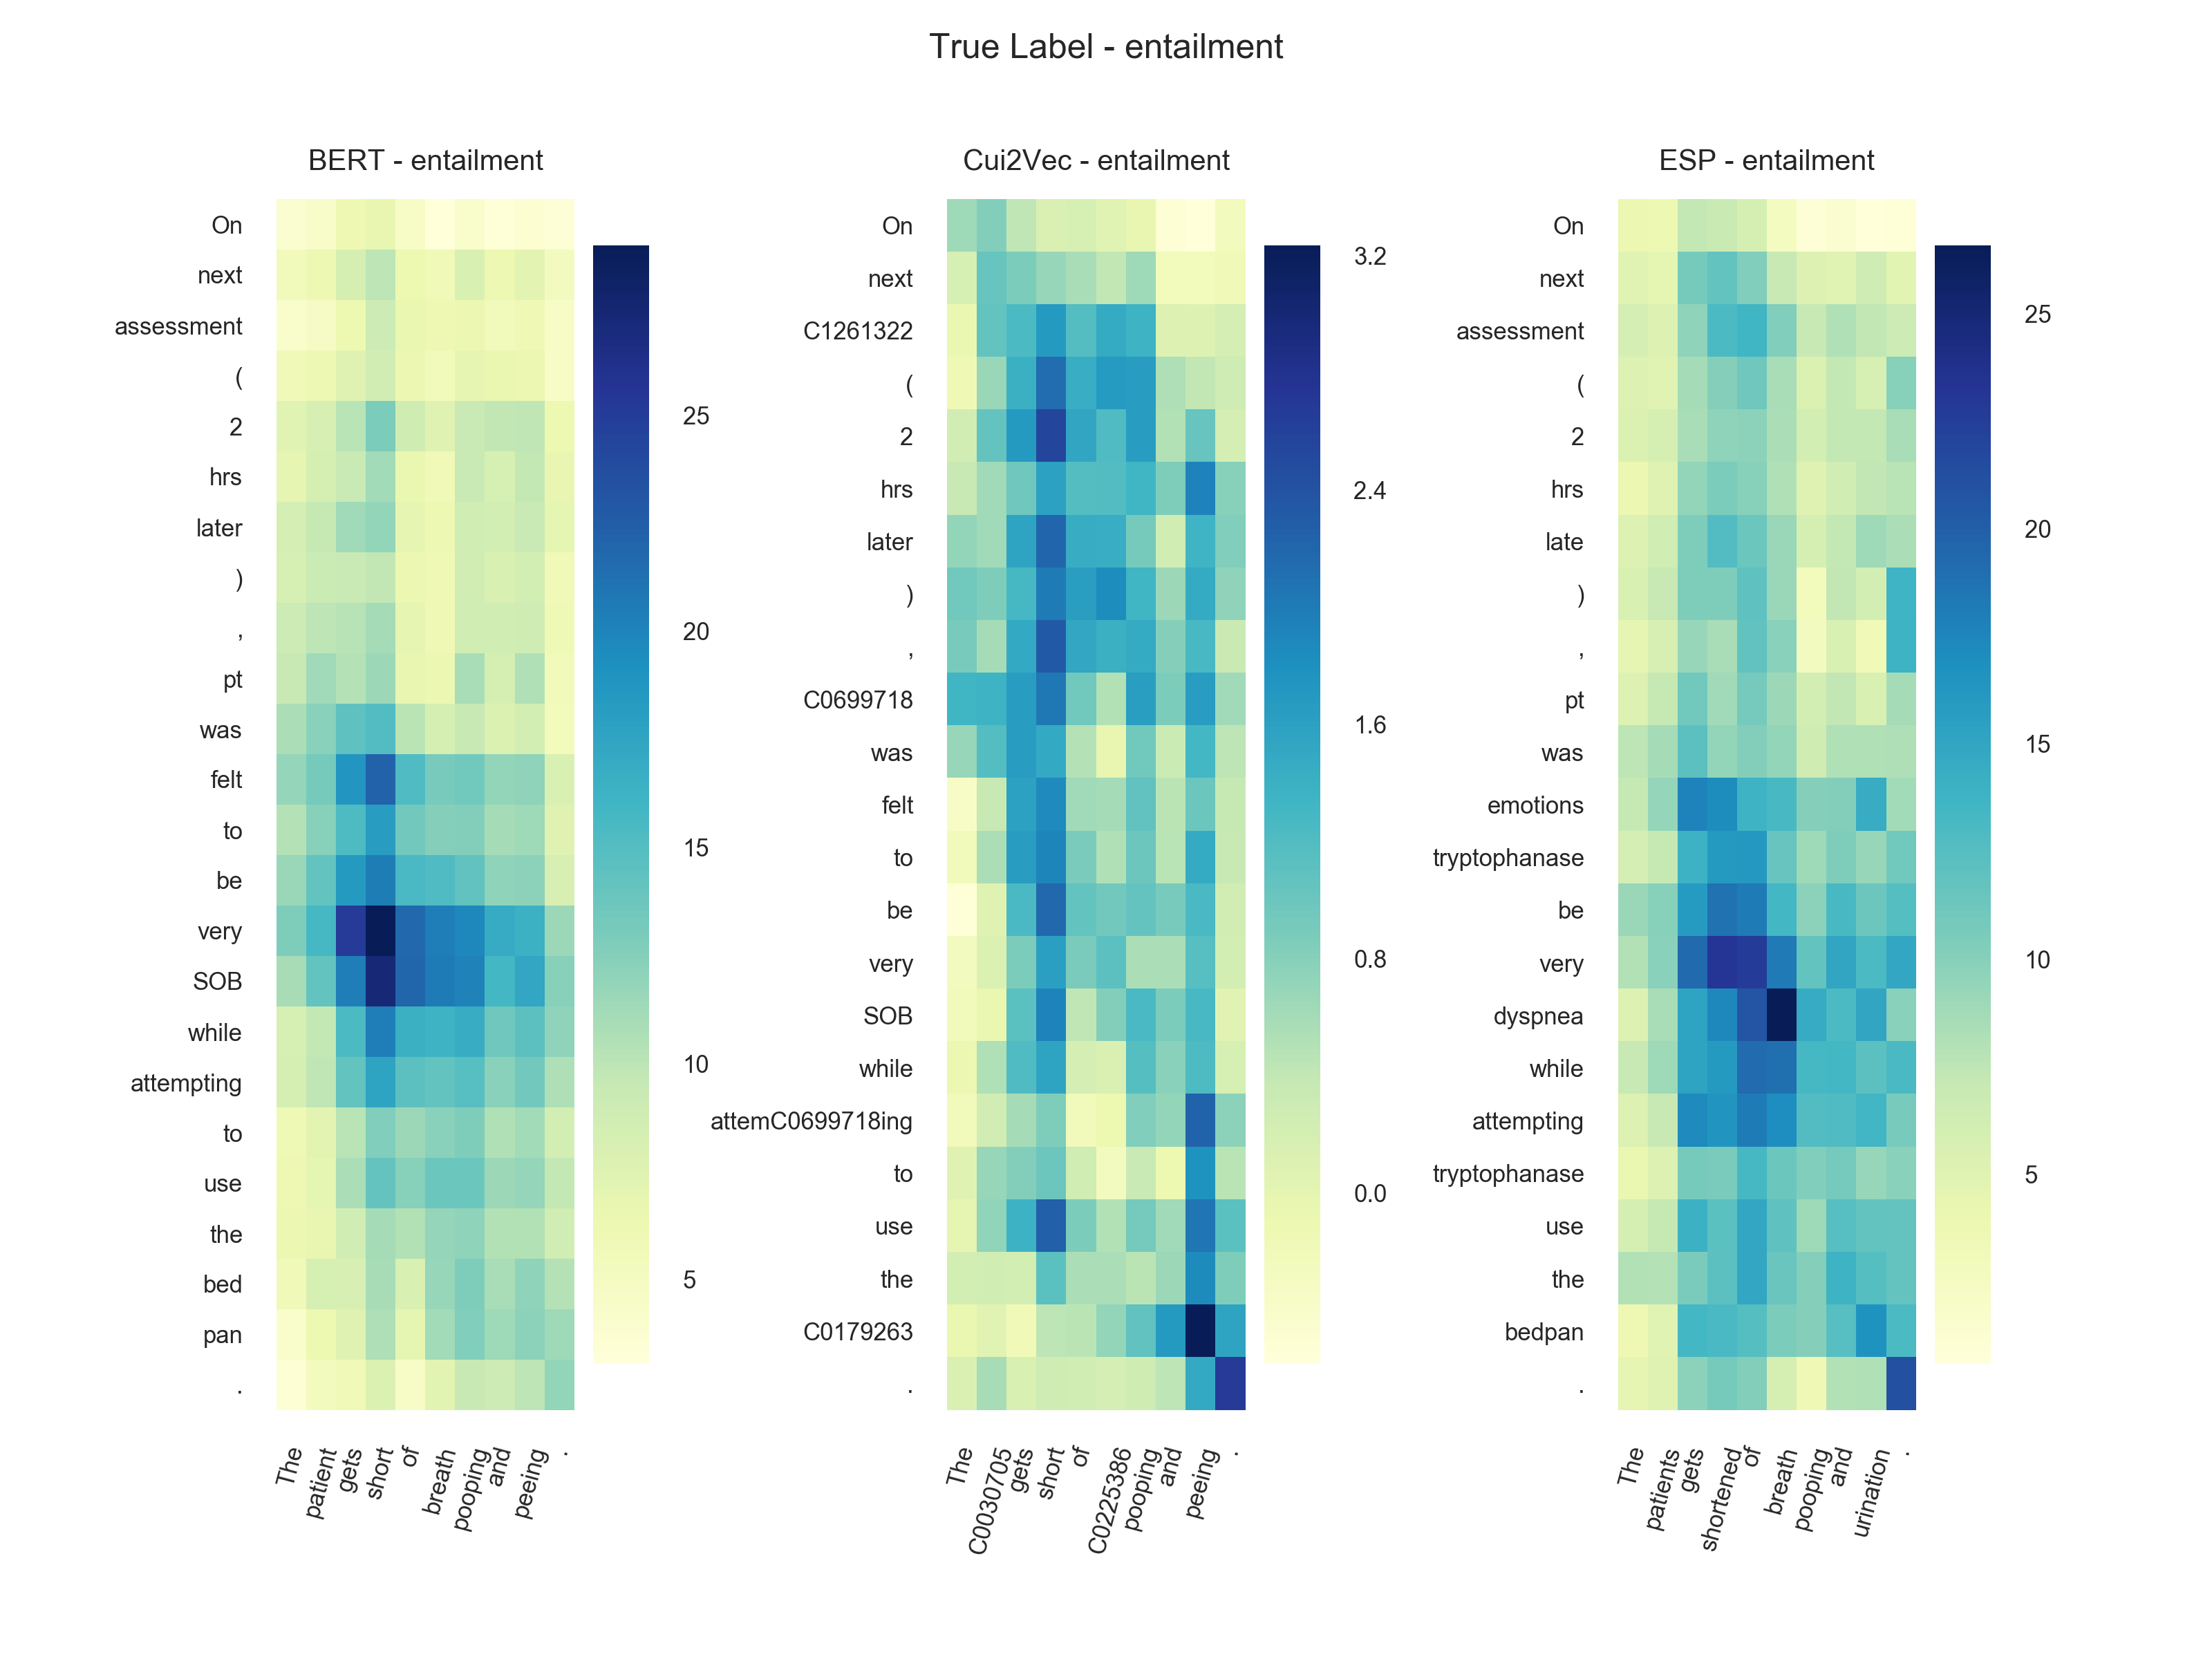 True Label - entailment
BERT - entailment
On
next
assessment
(
2
hrs
later
)
,
pt
was
felt
to
be
very
SOB
while
attempting
to
use
the
bed
pan
.
The
patient
gets
short
of
breath
pooping
and
peeing
.
25
20
15
10
5
Cui2Vec - entailment
On
next
C1261322
(
2
hrs
later
)
,
C0699718
was
felt
to
be
very
SOB
while
attemC0699718ing
to
use
the
C0179263
.
The
C0030705
gets
short
of
C0225386
pooping
and
peeing
.
3.2
2.4
1.6
0.8
0.0
ESP - entailment
On
next
assessment
(
2
hrs
late
)
,
pt
was
emotions
tryptophanase
be
very
dyspnea
while
attempting
tryptophanase
use
the
bedpan
.
The
patients
gets
shortened
of
breath
pooping
and
urination
.
25
20
15
10
5